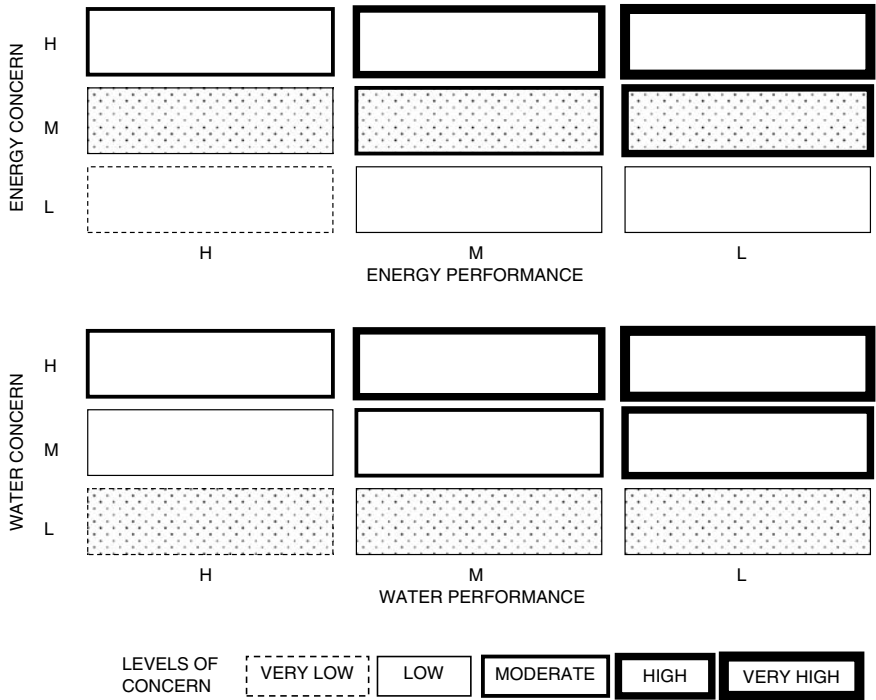 ENERGY CONCERN
H
M
L
H M L
ENERGY PERFORMANCE
WATER CONCERN
H
M
L
H M L
WATER PERFORMANCE
LEVELS OF
CONCERN
VERY LOW LOW MODERATE HIGH VERY HIGH